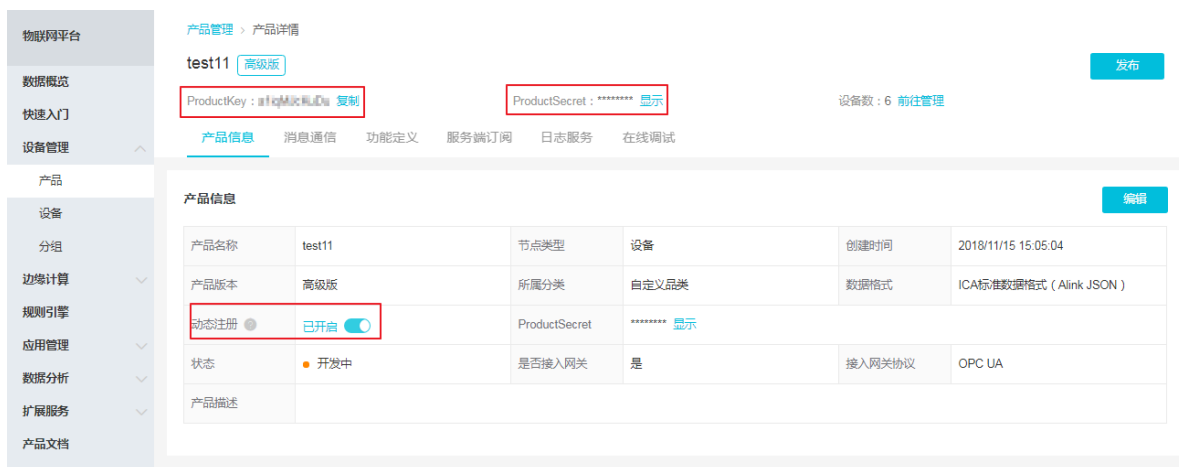 物联网平台
数据概览
快速入门
设备管理
产品
设备
分组
边缘计算
规则引擎
应用管理
数据分析
扩展服务
产品文档
产品管理 > 产品详情
test11 高级版 发布
ProductKey : 复制 ProductSecret : ******** 显示 设备数 : 6 前往管理
产品信息 消息通信 功能定义 服务端订阅 日志服务 在线调试
产品信息 编辑
产品名称 test11 节点类型 设备 创建时间 2018/11/15 15:05:04
产品版本 高级版 所属分类 自定义品类 数据格式 ICA标准数据格式 ( Alink JSON )
动态注册 已开启 ProductSecret ******** 显示
状态 开发中 是否接入网关 是 接入网关协议 OPC UA
产品描述